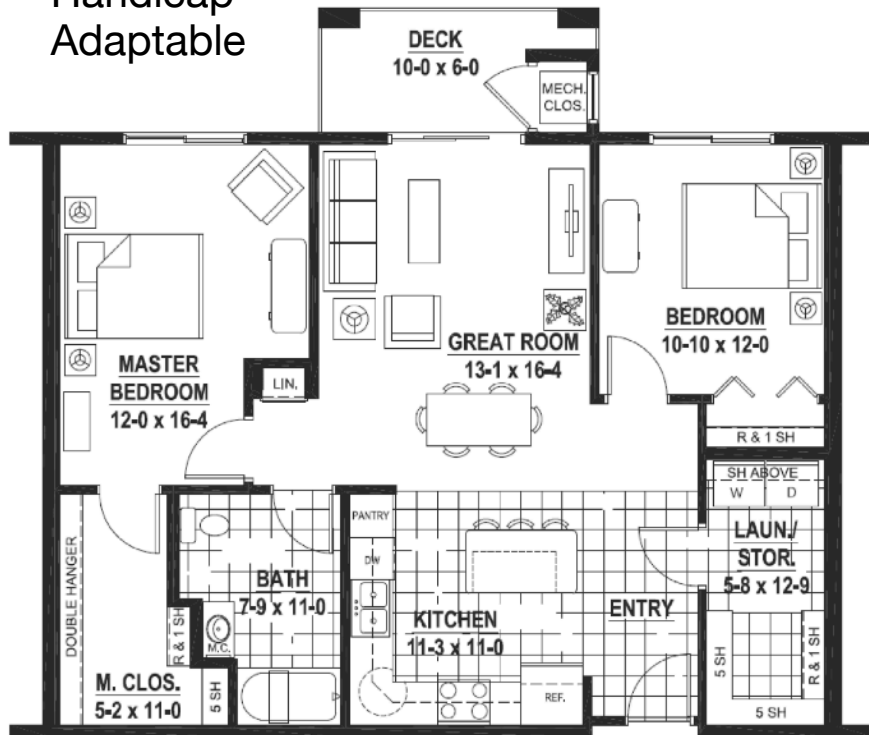 Handicap
Adaptable
DECK
10-0 x 6-0
MECH.
CLOS.
MASTER
BEDROOM
12-0 x 16-4
LIN.
GREAT ROOM
13-1 x 16-4
BEDROOM
10-10 x 12-0
R & 1 SH
SH ABOVE
W D
LAUN./
STOR.
5-8 x 12-9
5 SH
R & 1 SH
5 SH
PANTRY
DW
KITCHEN
11-3 x 11-0
REF.
ENTRY
BATH
7-9 x 11-0
M.C.
DOUBLE HANGER
R & 1 SH
M. CLOS.
5-2 x 11-0
5 SH